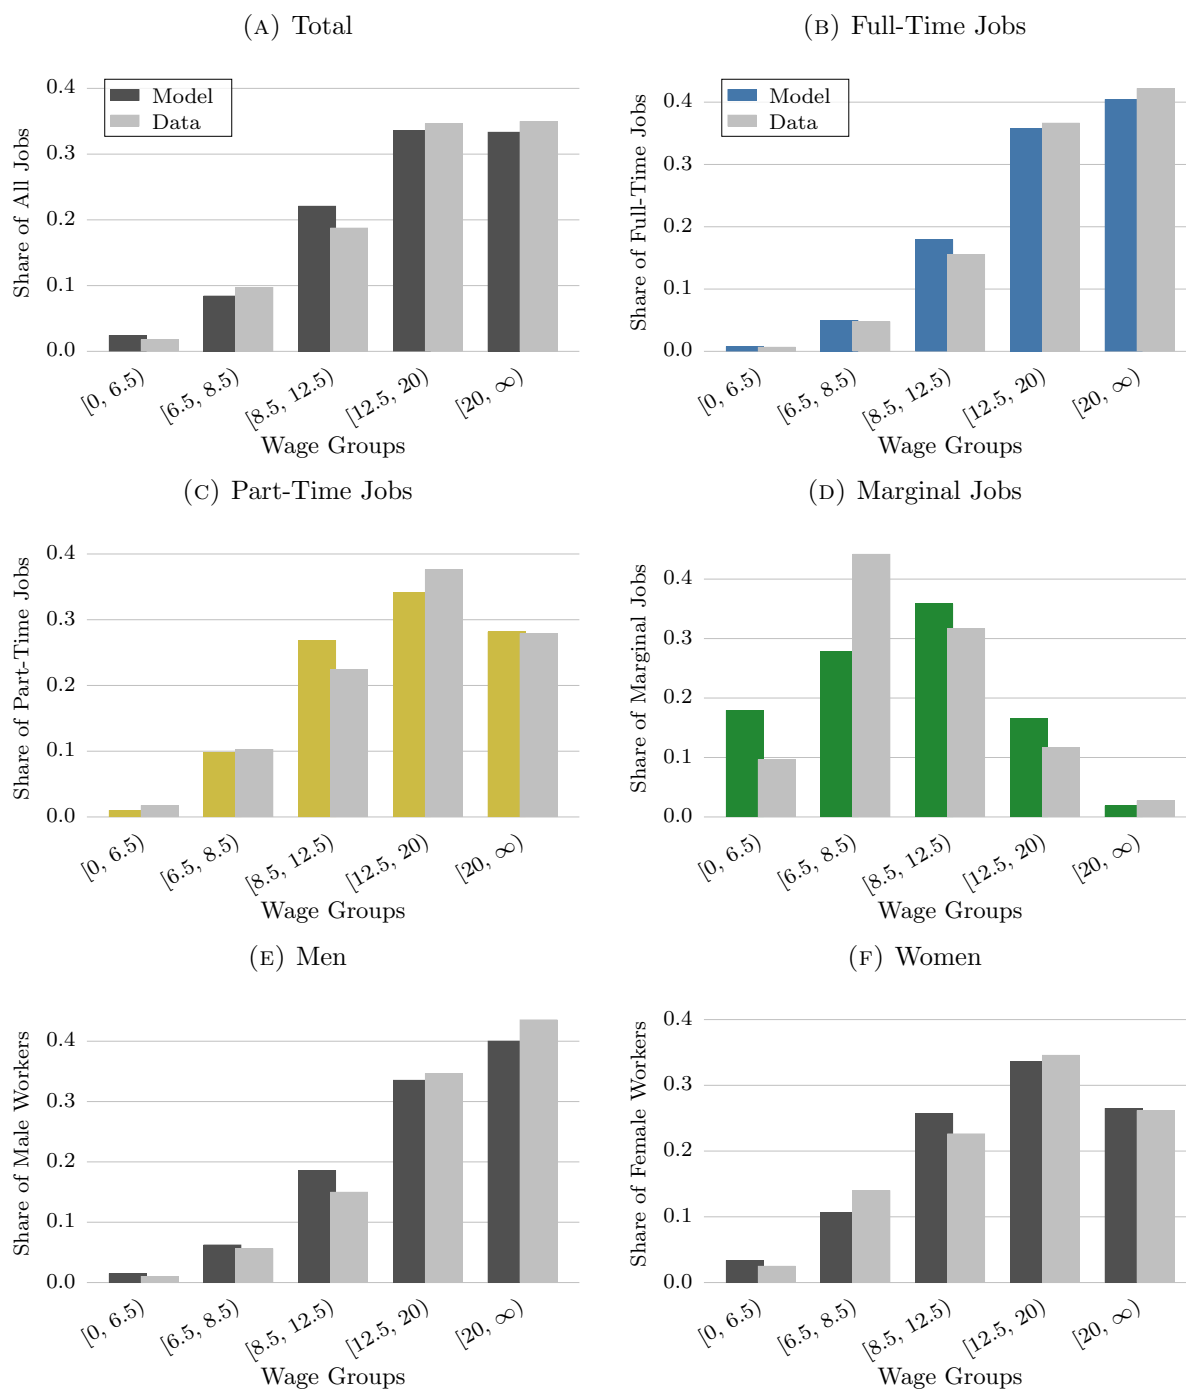 (A) Total
Share of All Jobs
0.4
0.3
0.2
0.1
0.0
Model
Data
[0, 6.5)
[6.5, 8.5)
[8.5, 12.5)
[12.5, 20)
[20, ∞)
Wage Groups
(B) Full-Time Jobs
Share of Full-Time Jobs
0.4
0.3
0.2
0.1
0.0
Model
Data
[0, 6.5)
[6.5, 8.5)
[8.5, 12.5)
[12.5, 20)
[20, ∞)
Wage Groups
(C) Part-Time Jobs
Share of Part-Time Jobs
0.4
0.3
0.2
0.1
0.0
[0, 6.5)
[6.5, 8.5)
[8.5, 12.5)
[12.5, 20)
[20, ∞)
Wage Groups
(D) Marginal Jobs
Share of Marginal Jobs
0.4
0.3
0.2
0.1
0.0
[0, 6.5)
[6.5, 8.5)
[8.5, 12.5)
[12.5, 20)
[20, ∞)
Wage Groups
(E) Men
Share of Male Workers
0.4
0.3
0.2
0.1
0.0
[0, 6.5)
[6.5, 8.5)
[8.5, 12.5)
[12.5, 20)
[20, ∞)
Wage Groups
(F) Women
Share of Female Workers
0.4
0.3
0.2
0.1
0.0
[0, 6.5)
[6.5, 8.5)
[8.5, 12.5)
[12.5, 20)
[20, ∞)
Wage Groups